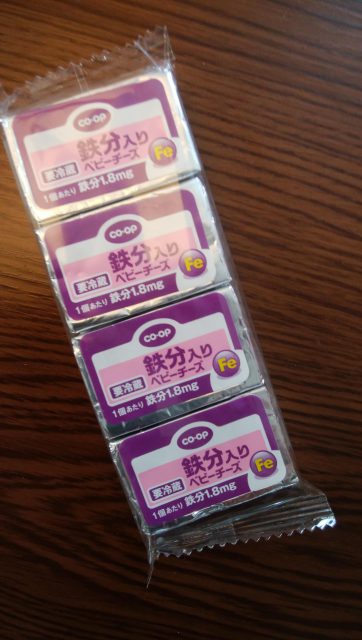 CO·OP
鉄分入り
ベビーチーズ
Fe
要冷蔵
1個あたり 鉄分1.8mg
CO·OP
鉄分入り
ベビーチーズ
Fe
要冷蔵
1個あたり 鉄分1.8mg
CO·OP
鉄分入り
ベビーチーズ
Fe
要冷蔵
1個あたり 鉄分1.8mg
CO·OP
鉄分入り
ベビーチーズ
Fe
要冷蔵
1個あたり 鉄分1.8mg